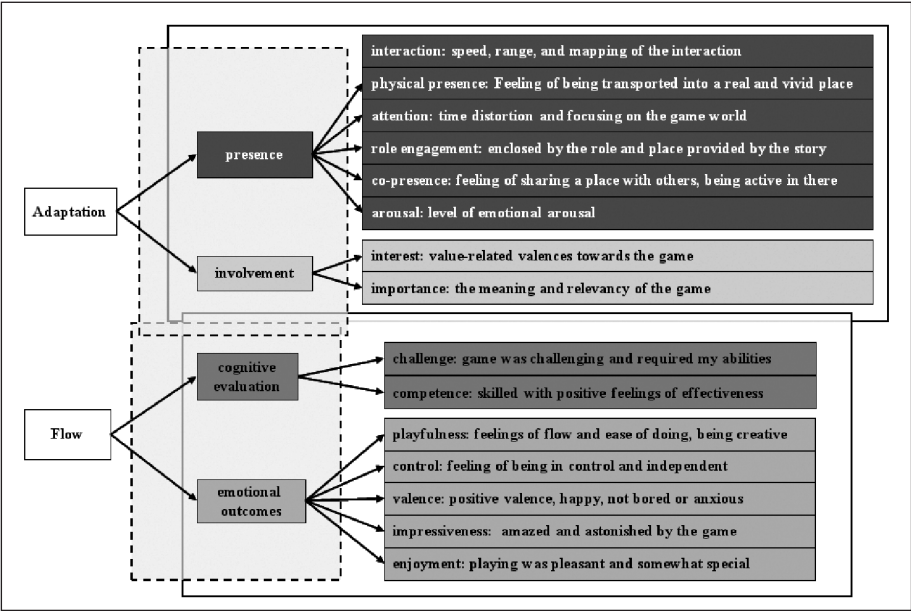 Adaptation
presence
interaction: speed, range, and mapping of the interaction
physical presence: Feeling of being transported into a real and vivid place
attention: time distortion and focusing on the game world
role engagement: enclosed by the role and place provided by the story
co-presence: feeling of sharing a place with others, being active in there
arousal: level of emotional arousal
involvement
interest: value-related valences towards the game
importance: the meaning and relevancy of the game
Flow
cognitive
evaluation
challenge: game was challenging and required my abilities
competence: skilled with positive feelings of effectiveness
emotional
outcomes
playfulness: feelings of flow and ease of doing, being creative
control: feeling of being in control and independent
valence: positive valence, happy, not bored or anxious
impressiveness: amazed and astonished by the game
enjoyment: playing was pleasant and somewhat special